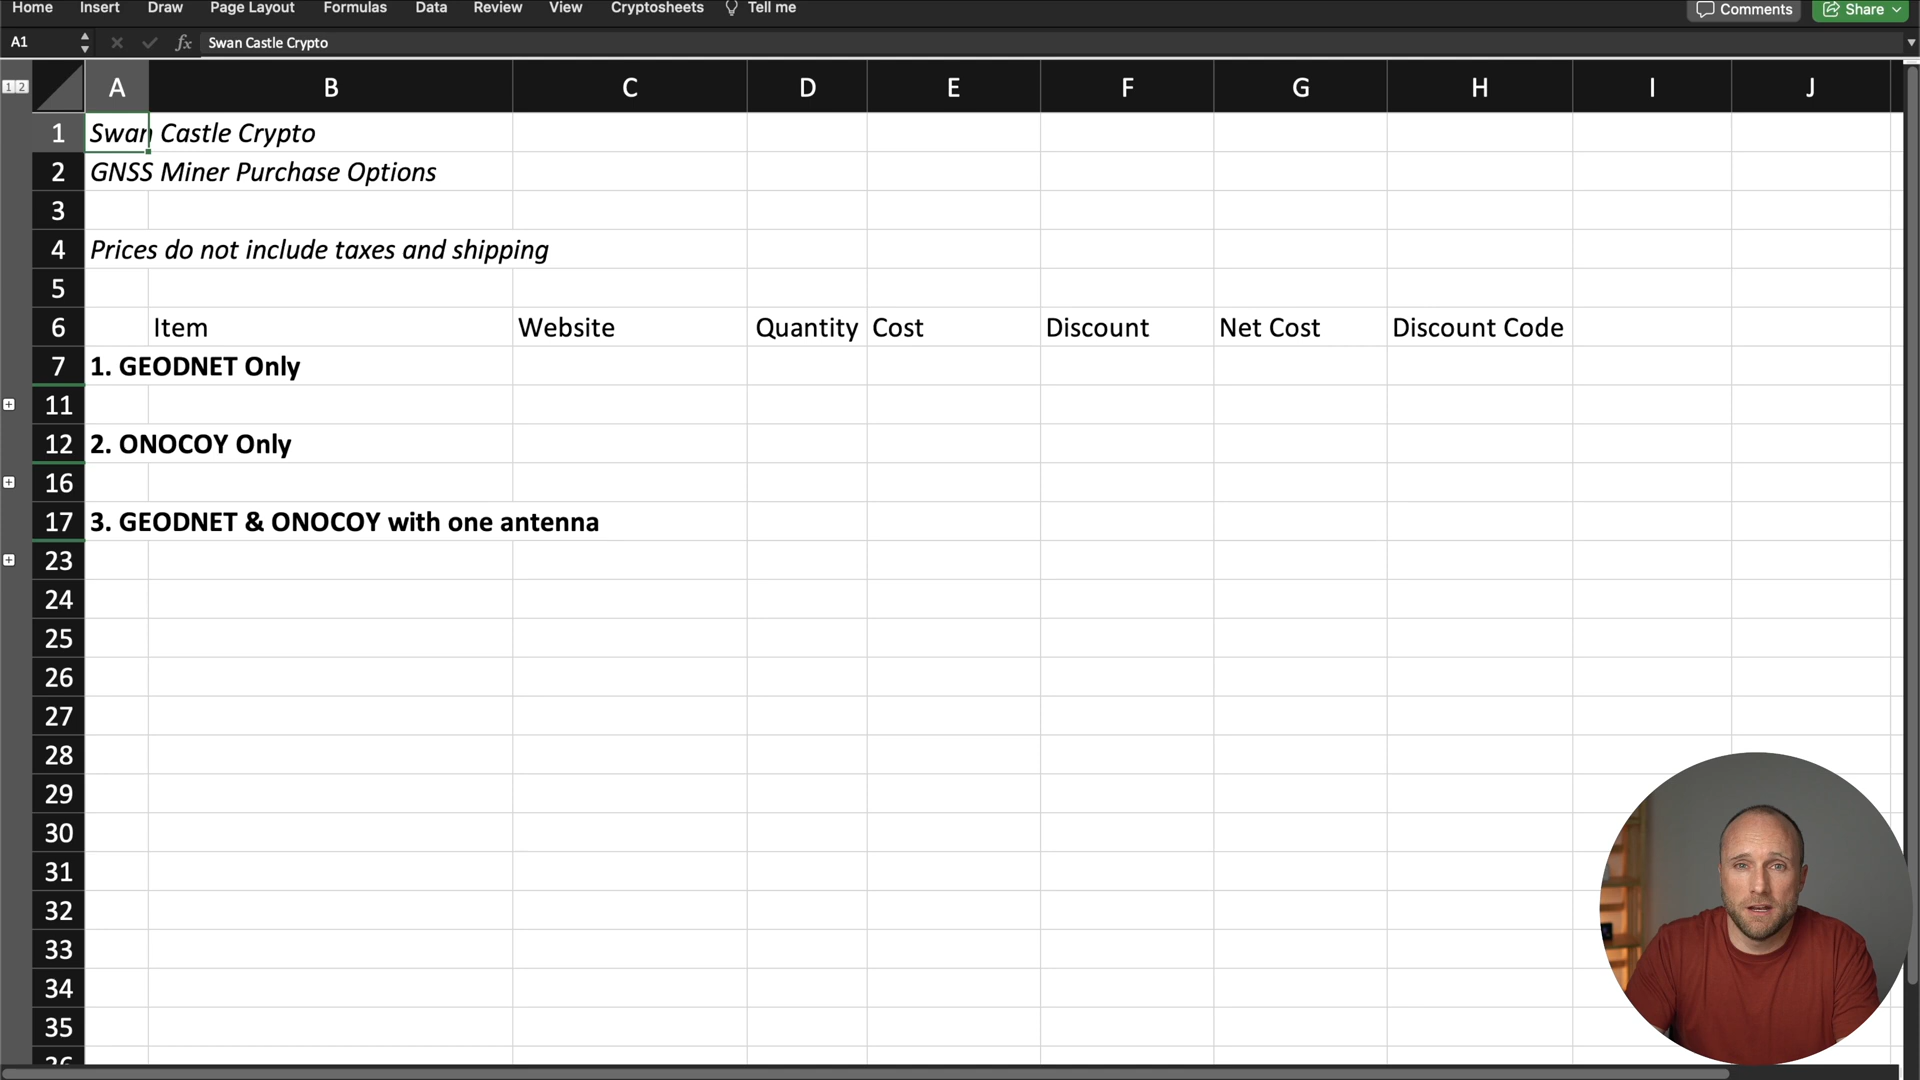 Home Insert Draw Page Layout Formulas Data Review View Cryptosheets Tell me Comments Share
A1 fx Swan Castle Crypto
1 2 A B C D E F G H I J
1 Swan Castle Crypto
2 GNSS Miner Purchase Options
3
4 Prices do not include taxes and shipping
5
6 Item Website Quantity Cost Discount Net Cost Discount Code
7 1. GEODNET Only
11
12 2. ONOCOY Only
16
17 3. GEODNET & ONOCOY with one antenna
23
24
25
26
27
28
29
30
31
32
33
34
35